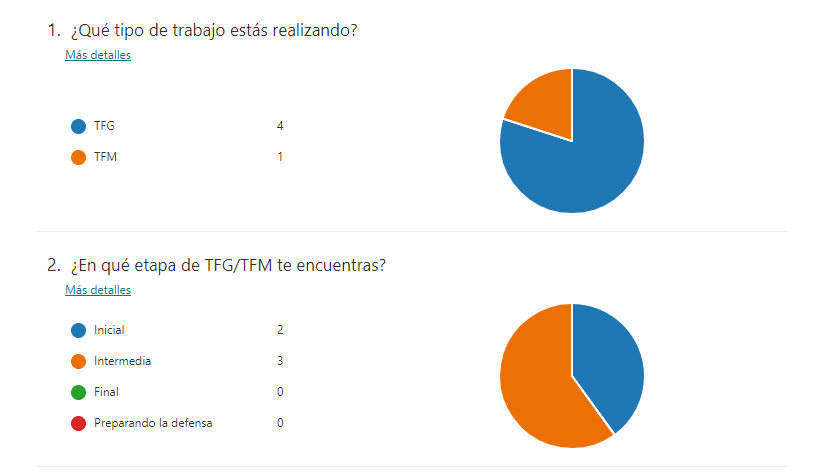 1. ¿Qué tipo de trabajo estás realizando?
Más detalles
TFG 4
TFM 1
2. ¿En qué etapa de TFG/TFM te encuentras?
Más detalles
Inicial 2
Intermedia 3
Final 0
Preparando la defensa 0